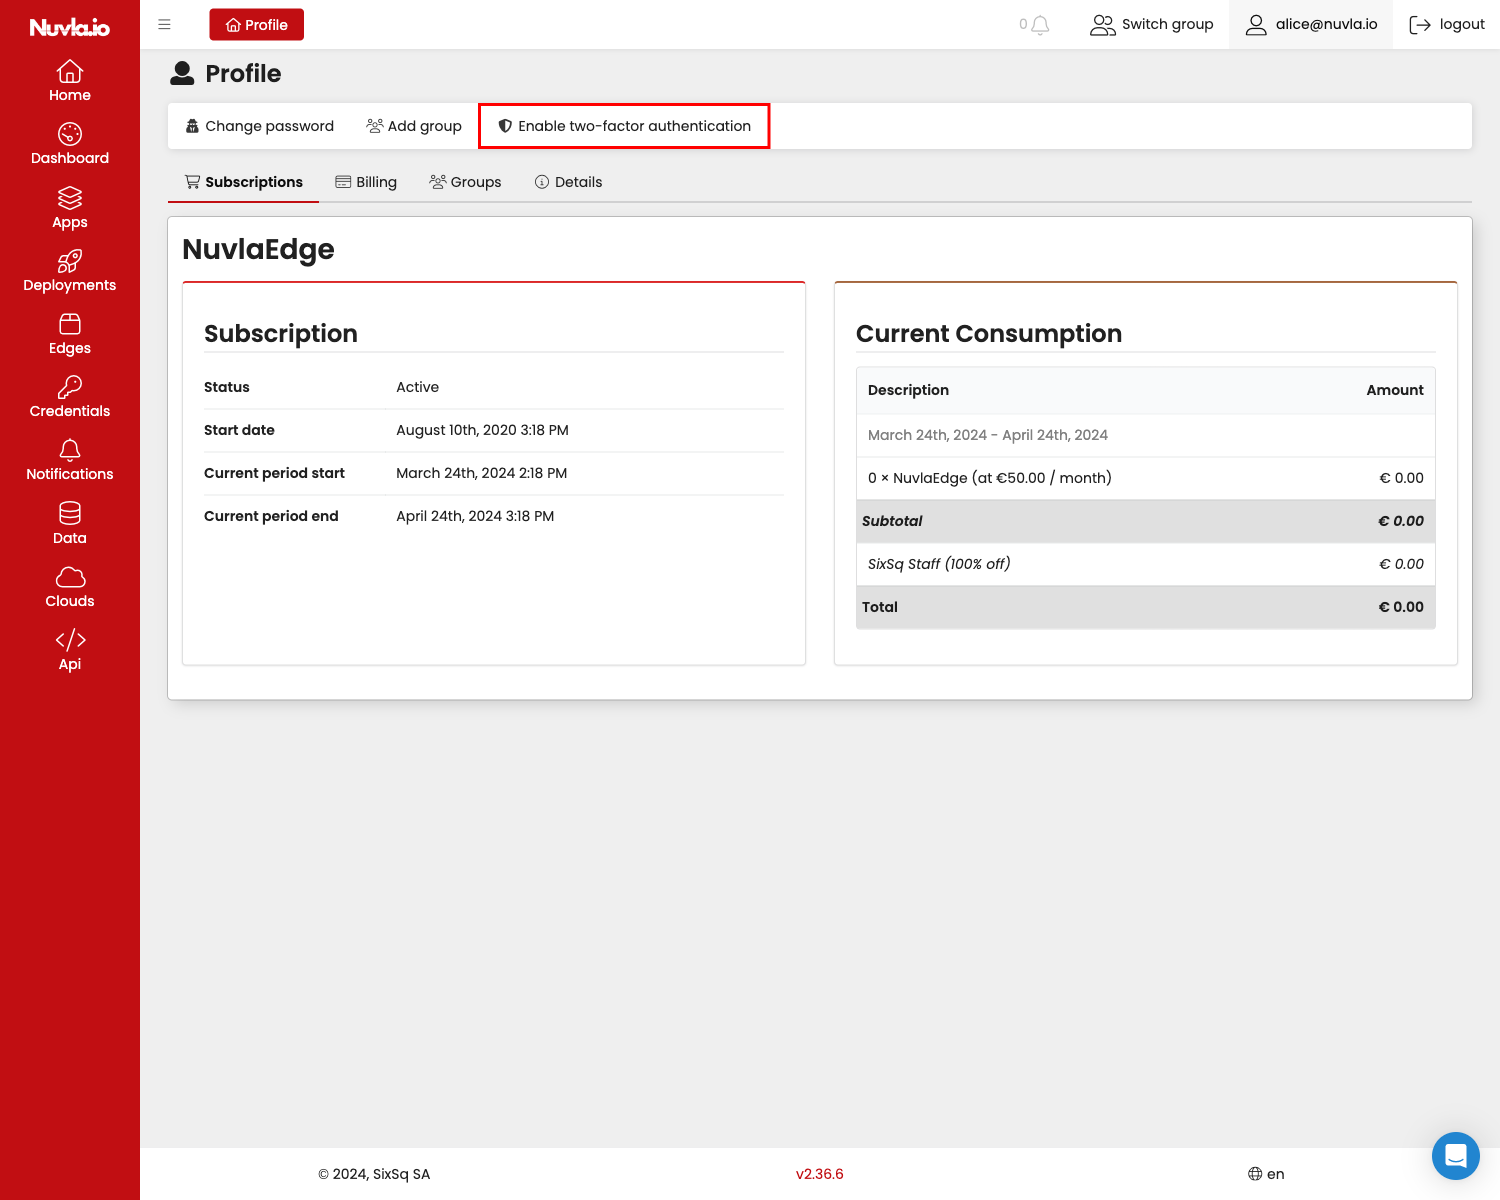 Nuvla.io
Home
Dashboard
Apps
Deployments
Edges
Credentials
Notifications
Data
Clouds
Api
Profile
0
Switch group
alice@nuvla.io
logout
Profile
Change password
Add group
Enable two-factor authentication
Subscriptions
Billing
Groups
Details
NuvlaEdge
Subscription
Status Active
Start date August 10th, 2020 3:18 PM
Current period start March 24th, 2024 2:18 PM
Current period end April 24th, 2024 3:18 PM
Current Consumption
Description Amount
March 24th, 2024 - April 24th, 2024
0 × NuvlaEdge (at €50.00 / month) € 0.00
Subtotal € 0.00
SixSq Staff (100% off) € 0.00
Total € 0.00
© 2024, SixSq SA
v2.36.6
en